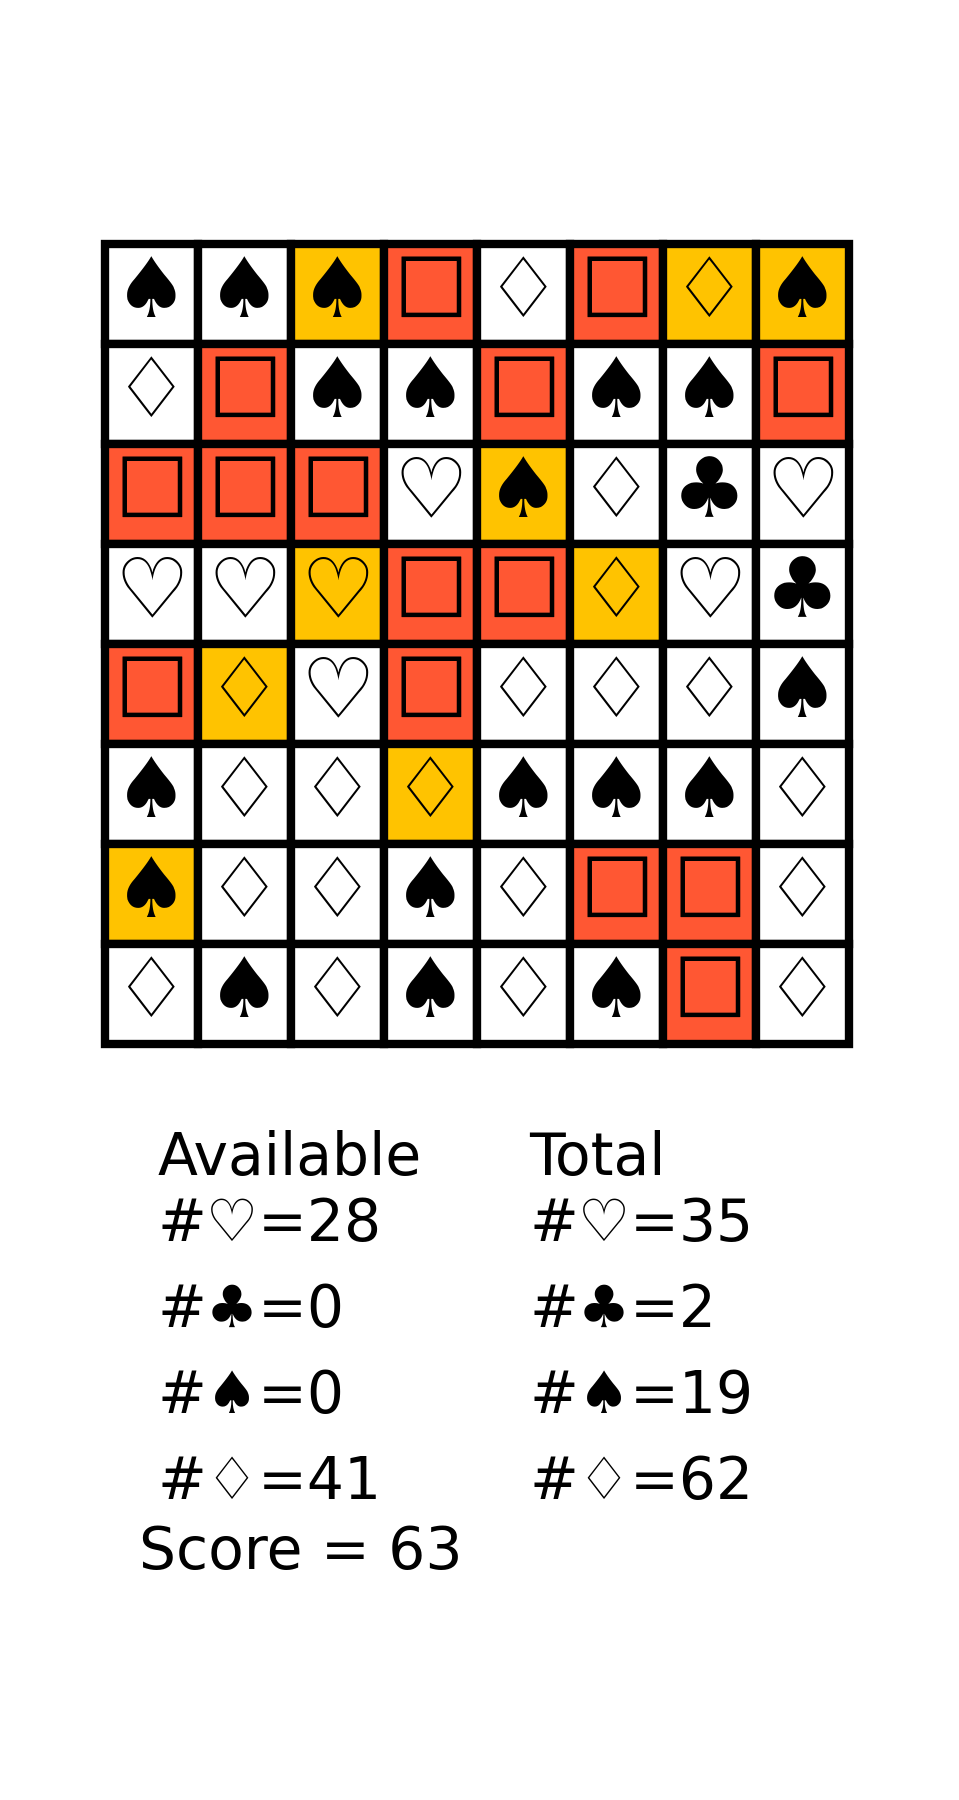 ♠ ♠ ♠ □ ♢ □ ♢ ♠
♢ □ ♠ ♠ □ ♠ ♠ □
□ □ □ ♡ ♠ ♢ ♣ ♡
♡ ♡ ♡ □ □ ♢ ♡ ♣
□ ♢ ♡ □ ♢ ♢ ♢ ♠
♠ ♢ ♢ ♢ ♠ ♠ ♠ ♢
♠ ♢ ♢ ♠ ♢ □ □ ♢
♢ ♠ ♢ ♠ ♢ ♠ □ ♢
Available Total
#♡=28 #♡=35
#♣=0 #♣=2
#♠=0 #♠=19
#♢=41 #♢=62
Score = 63